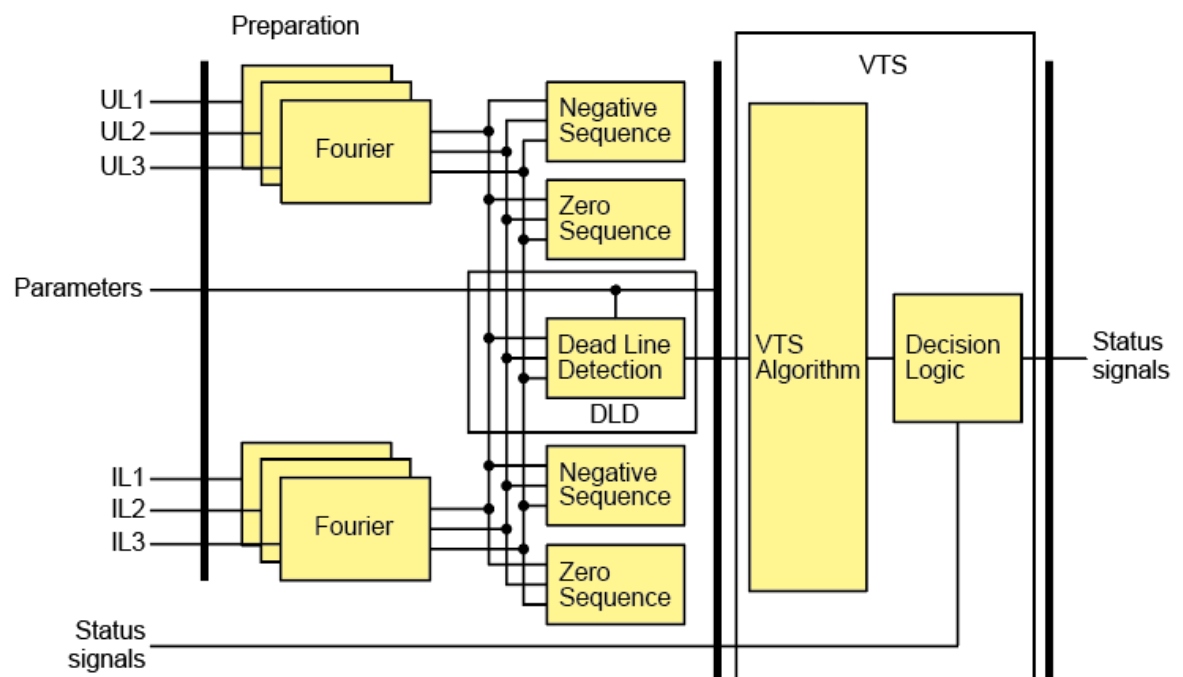 Preparation
VTS
UL1
UL2
UL3
Fourier
Negative
Sequence
Zero
Sequence
Parameters
Dead Line
Detection
DLD
VTS
Algorithm
Decision
Logic
Status
signals
IL1
IL2
IL3
Fourier
Negative
Sequence
Zero
Sequence
Status
signals